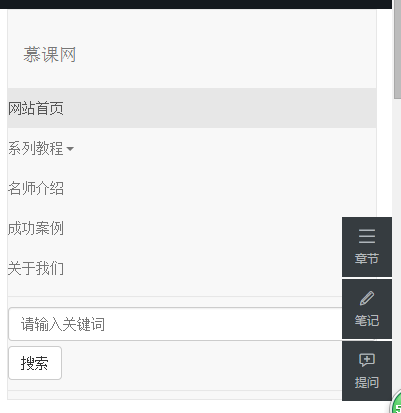 慕课网
网站首页
系列教程
名师介绍
成功案例
关于我们
请输入关键词
搜索
章节
笔记
提问